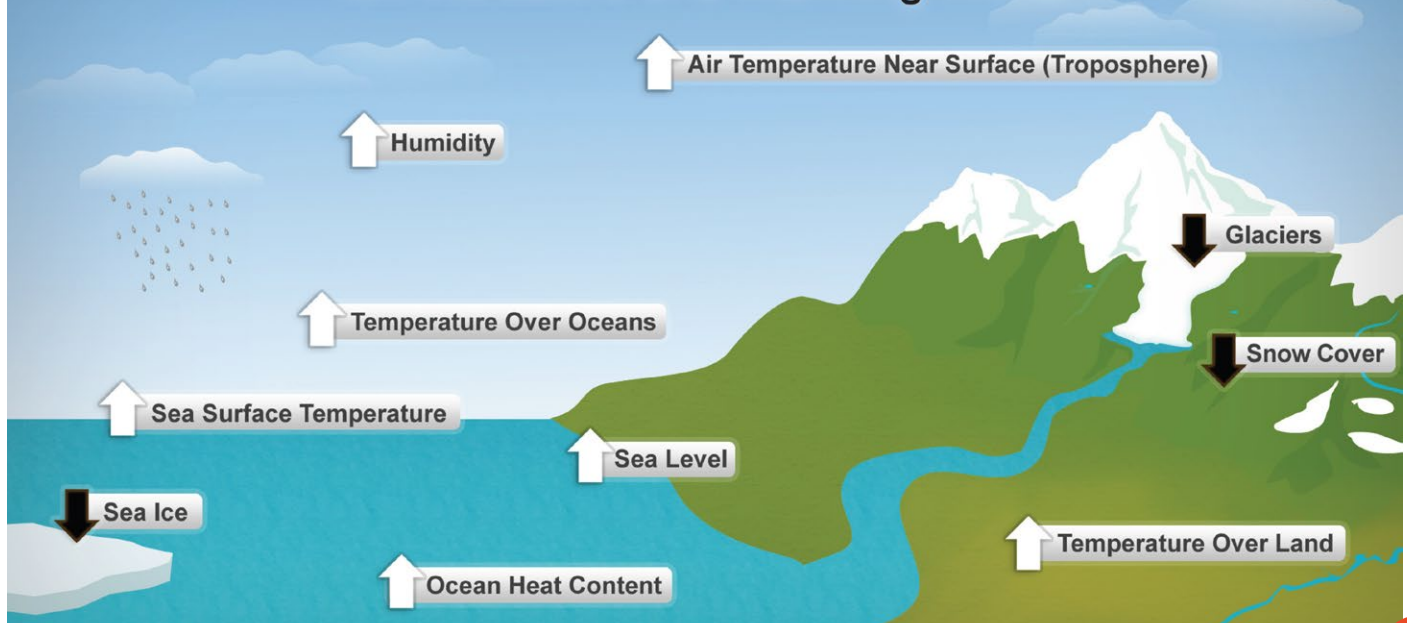 Air Temperature Near Surface (Troposphere)
Humidity
Glaciers
Temperature Over Oceans
Snow Cover
Sea Surface Temperature
Sea Level
Sea Ice
Temperature Over Land
Ocean Heat Content